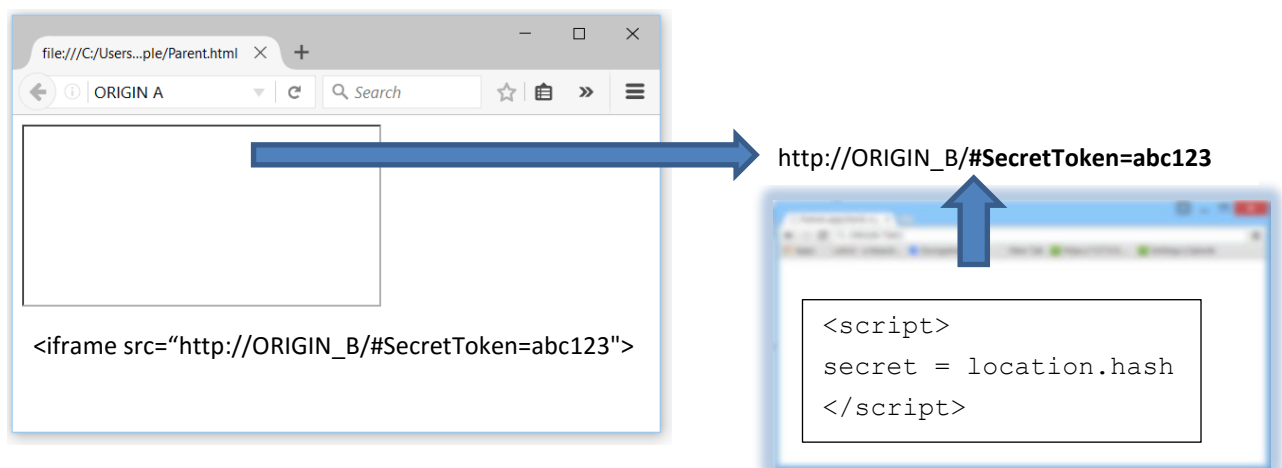 file:///C:/Users...ple/Parent.html
ORIGIN A
Search
http://ORIGIN_B/#SecretToken=abc123
<iframe src=“http://ORIGIN_B/#SecretToken=abc123">
<script>
secret = location.hash
</script>